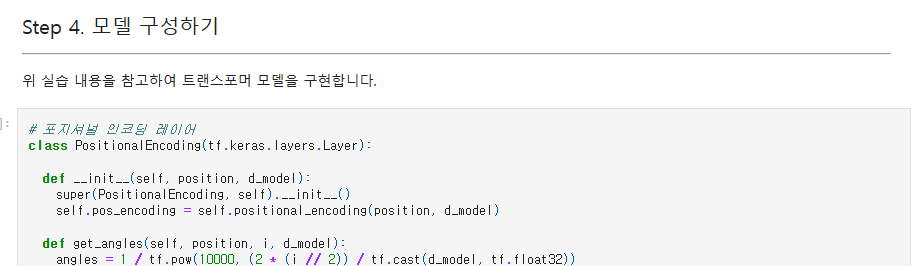 Step 4. 모델 구성하기
위 실습 내용을 참고하여 트랜스포머 모델을 구현합니다.
]:
# 포지셔널 인코딩 레이어
class PositionalEncoding(tf.keras.layers.Layer):
def __init__(self, position, d_model):
super(PositionalEncoding, self).__init__()
self.pos_encoding = self.positional_encoding(position, d_model)
def get_angles(self, position, i, d_model):
angles = 1 / tf.pow(10000, (2 * (i // 2)) / tf.cast(d_model, tf.float32))